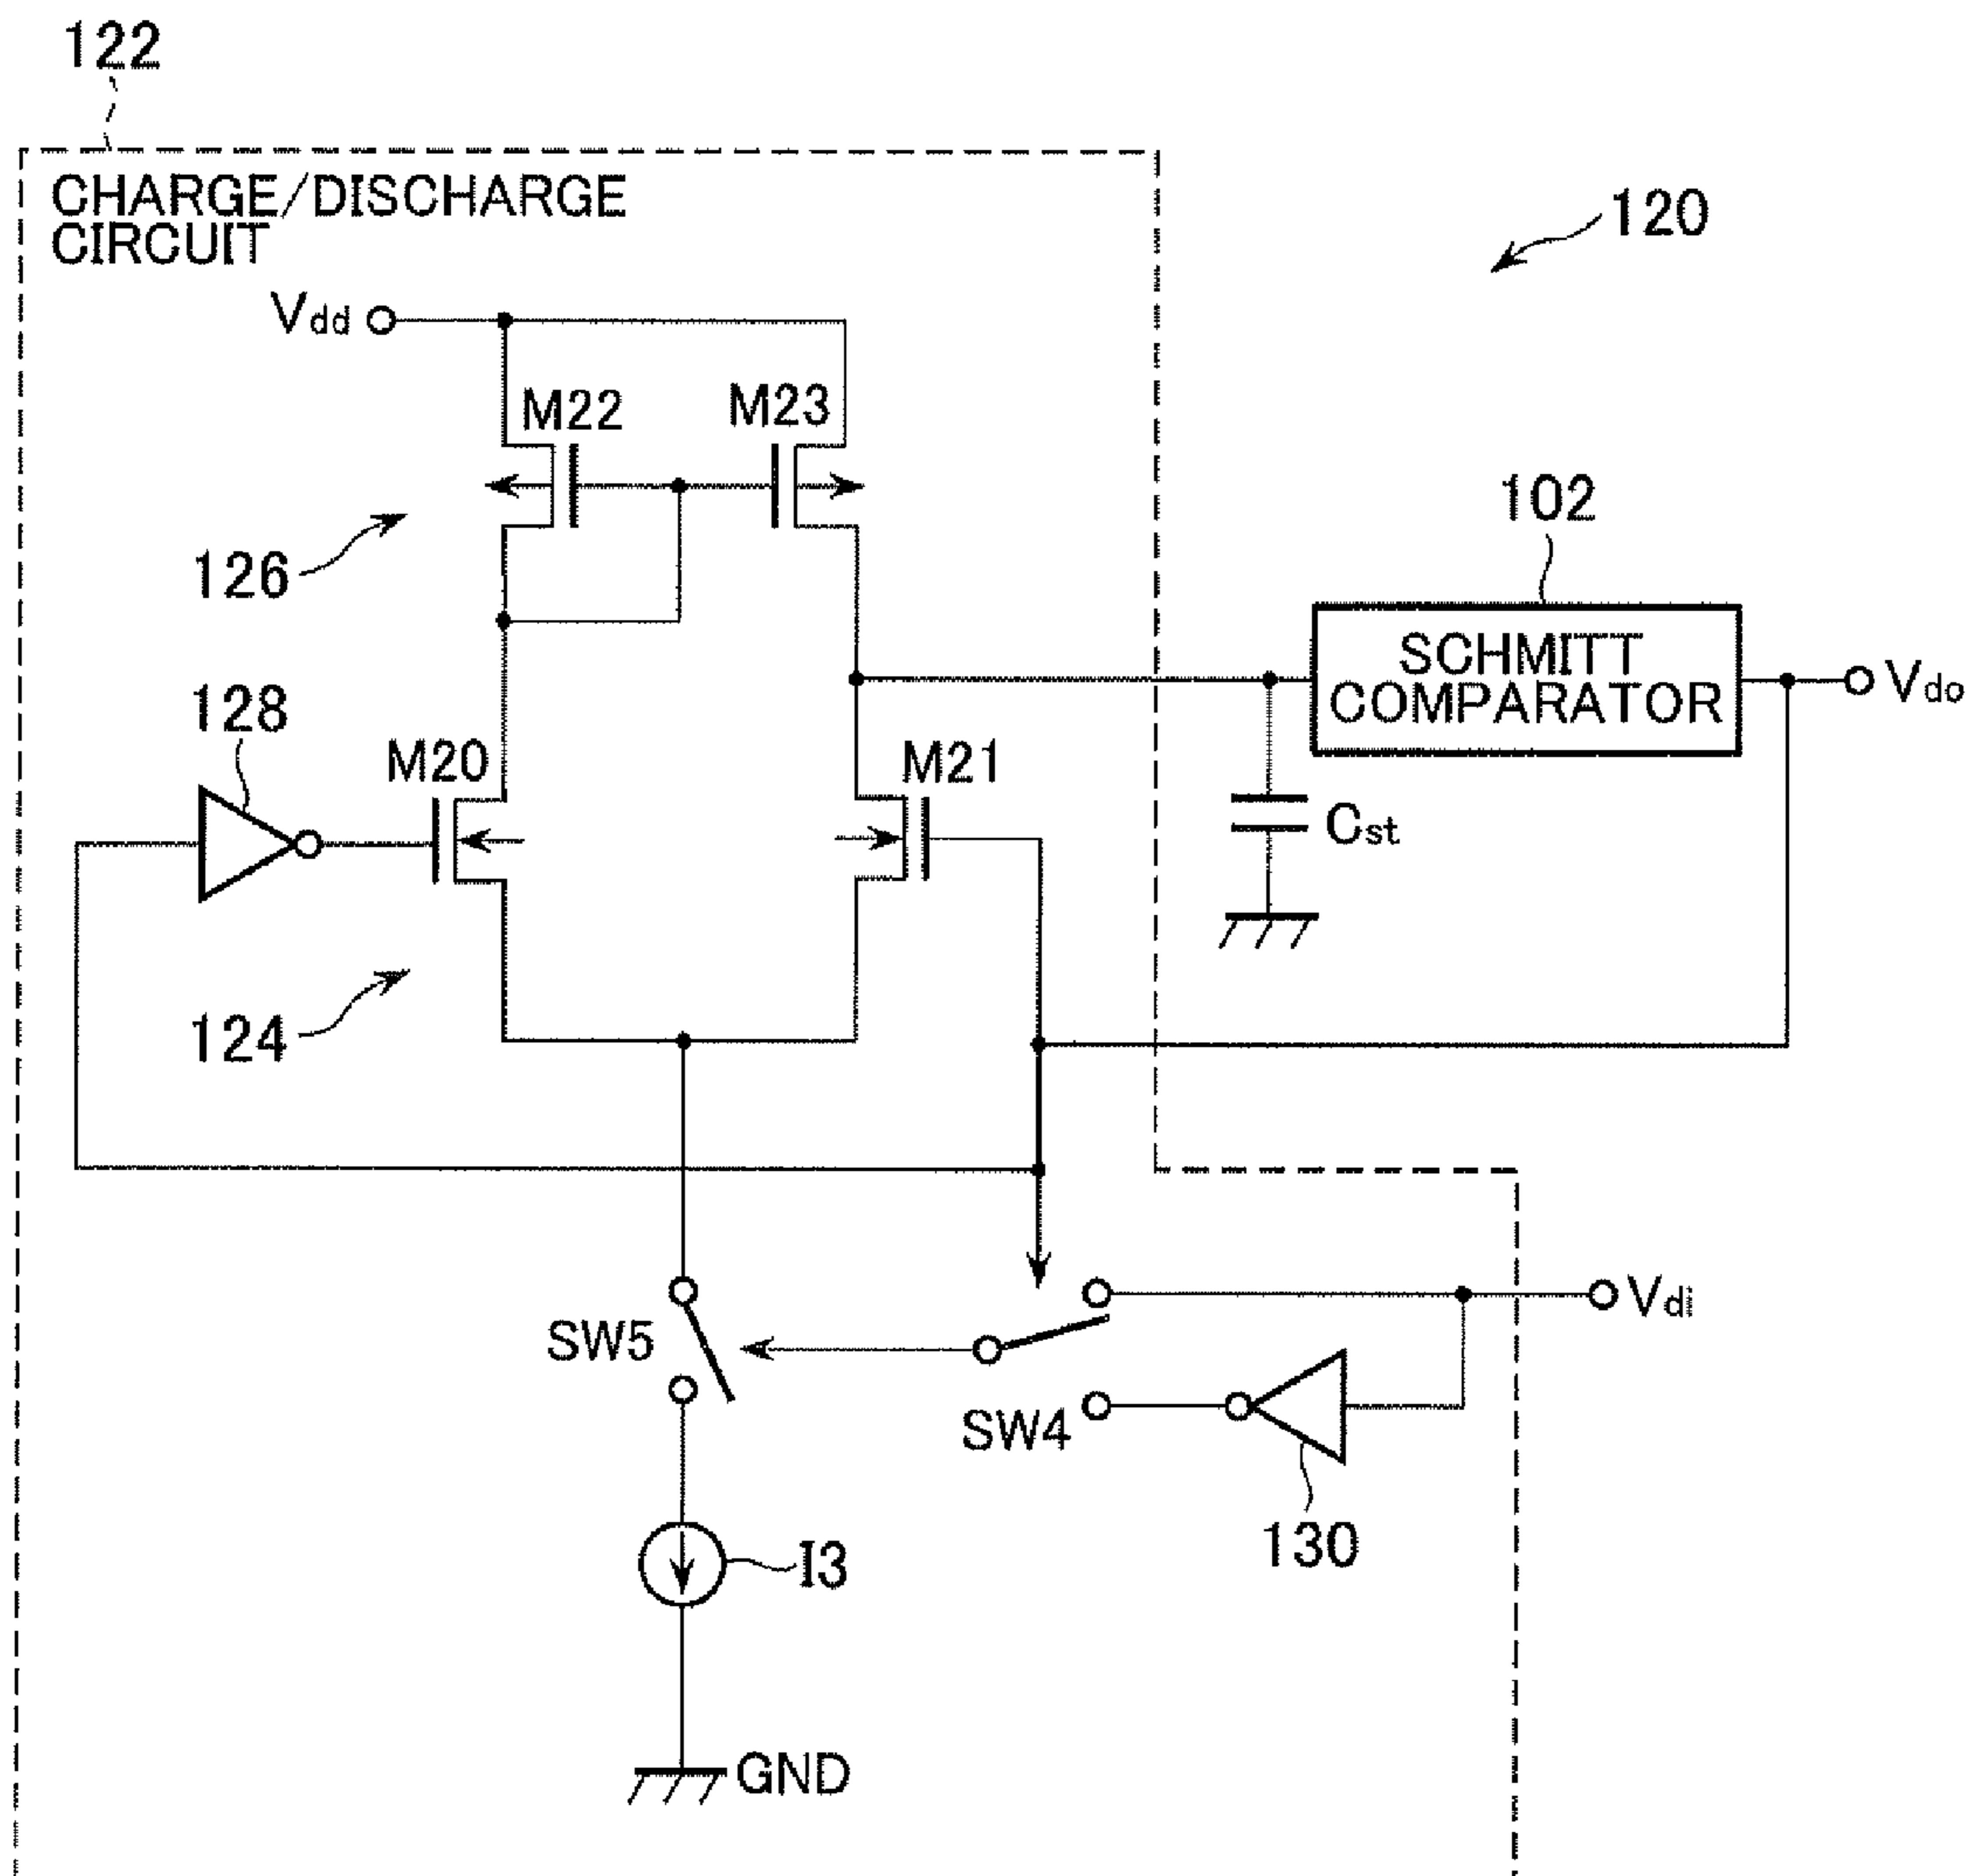 122
CHARGE/DISCHARGE
CIRCUIT
120
Vdd
M22
M23
126
102
SCHMITT
COMPARATOR
Vdo
128
M20
M21
Cst
124
SW5
Vdi
SW4
130
I3
GND